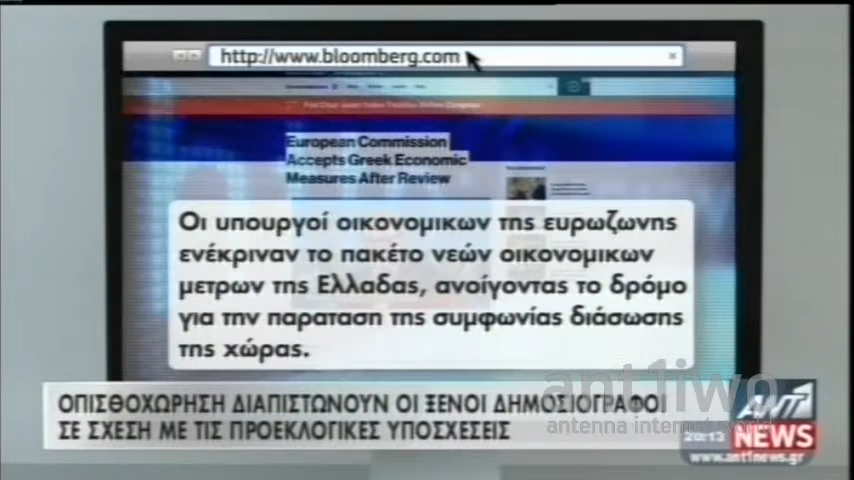 http://www.bloomberg.com
European Commission
Accepts Greek Economic
Measures After Review
Οι υπουργοί οικονομικων της ευρωζωνης
ενέκριναν το πακέτο νεών οικονομικων
μετρων της Ελλαδας, ανοίγοντας το δρόμο
για την παραταση της συμφωνίας διάσωσης
της χώρας.
ant1iwo
antenna internet world
ΟΠΙΣΘΟΧΩΡΗΣΗ ΔΙΑΠΙΣΤΩΝΟΥΝ ΟΙ ΞΕΝΟΙ ΔΗΜΟΣΙΟΓΡΑΦΟΙ
ΣΕ ΣΧΕΣΗ ΜΕ ΤΙΣ ΠΡΟΕΚΛΟΓΙΚΕΣ ΥΠΟΣΧΕΣΕΙΣ
ANT1
20:13 NEWS
www.ant1news.gr